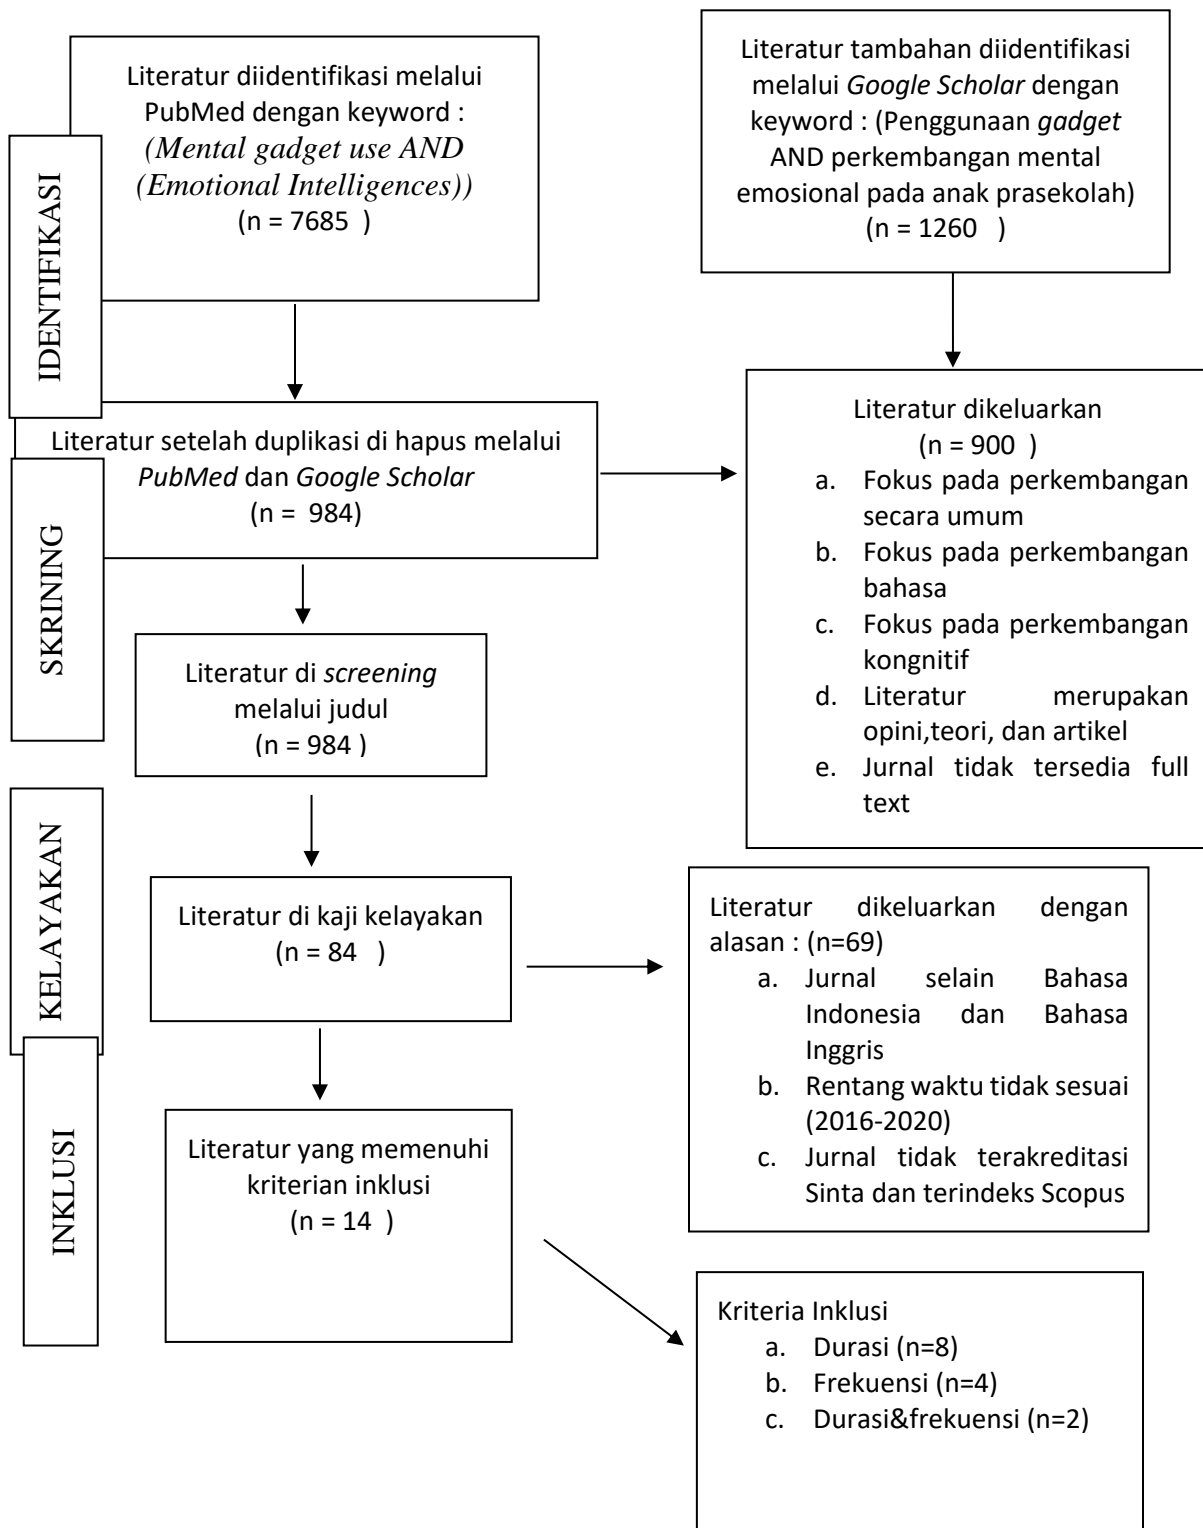 Literatur diidentifikasi melalui
PubMed dengan keyword :
(Mental gadget use AND
(Emotional Intelligences))
(n = 7685 )
Literatur tambahan diidentifikasi
melalui Google Scholar dengan
keyword : (Penggunaan gadget
AND perkembangan mental
emosional pada anak prasekolah)
(n = 1260 )
IDENTIFIKASI
Literatur setelah duplikasi di hapus melalui
PubMed dan Google Scholar
(n = 984)
Literatur dikeluarkan
(n = 900 )
a. Fokus pada perkembangan
secara umum
b. Fokus pada perkembangan
bahasa
c. Fokus pada perkembangan
kongnitif
d. Literatur merupakan
opini,teori, dan artikel
e. Jurnal tidak tersedia full
text
SKRINING
Literatur di screening
melalui judul
(n = 984 )
KELAYAKAN
Literatur di kaji kelayakan
(n = 84 )
Literatur dikeluarkan dengan
alasan : (n=69)
a. Jurnal selain Bahasa
Indonesia dan Bahasa
Inggris
b. Rentang waktu tidak sesuai
(2016-2020)
c. Jurnal tidak terakreditasi
Sinta dan terindeks Scopus
INKLUSI
Literatur yang memenuhi
kriterian inklusi
(n = 14 )
Kriteria Inklusi
a. Durasi (n=8)
b. Frekuensi (n=4)
c. Durasi&frekuensi (n=2)